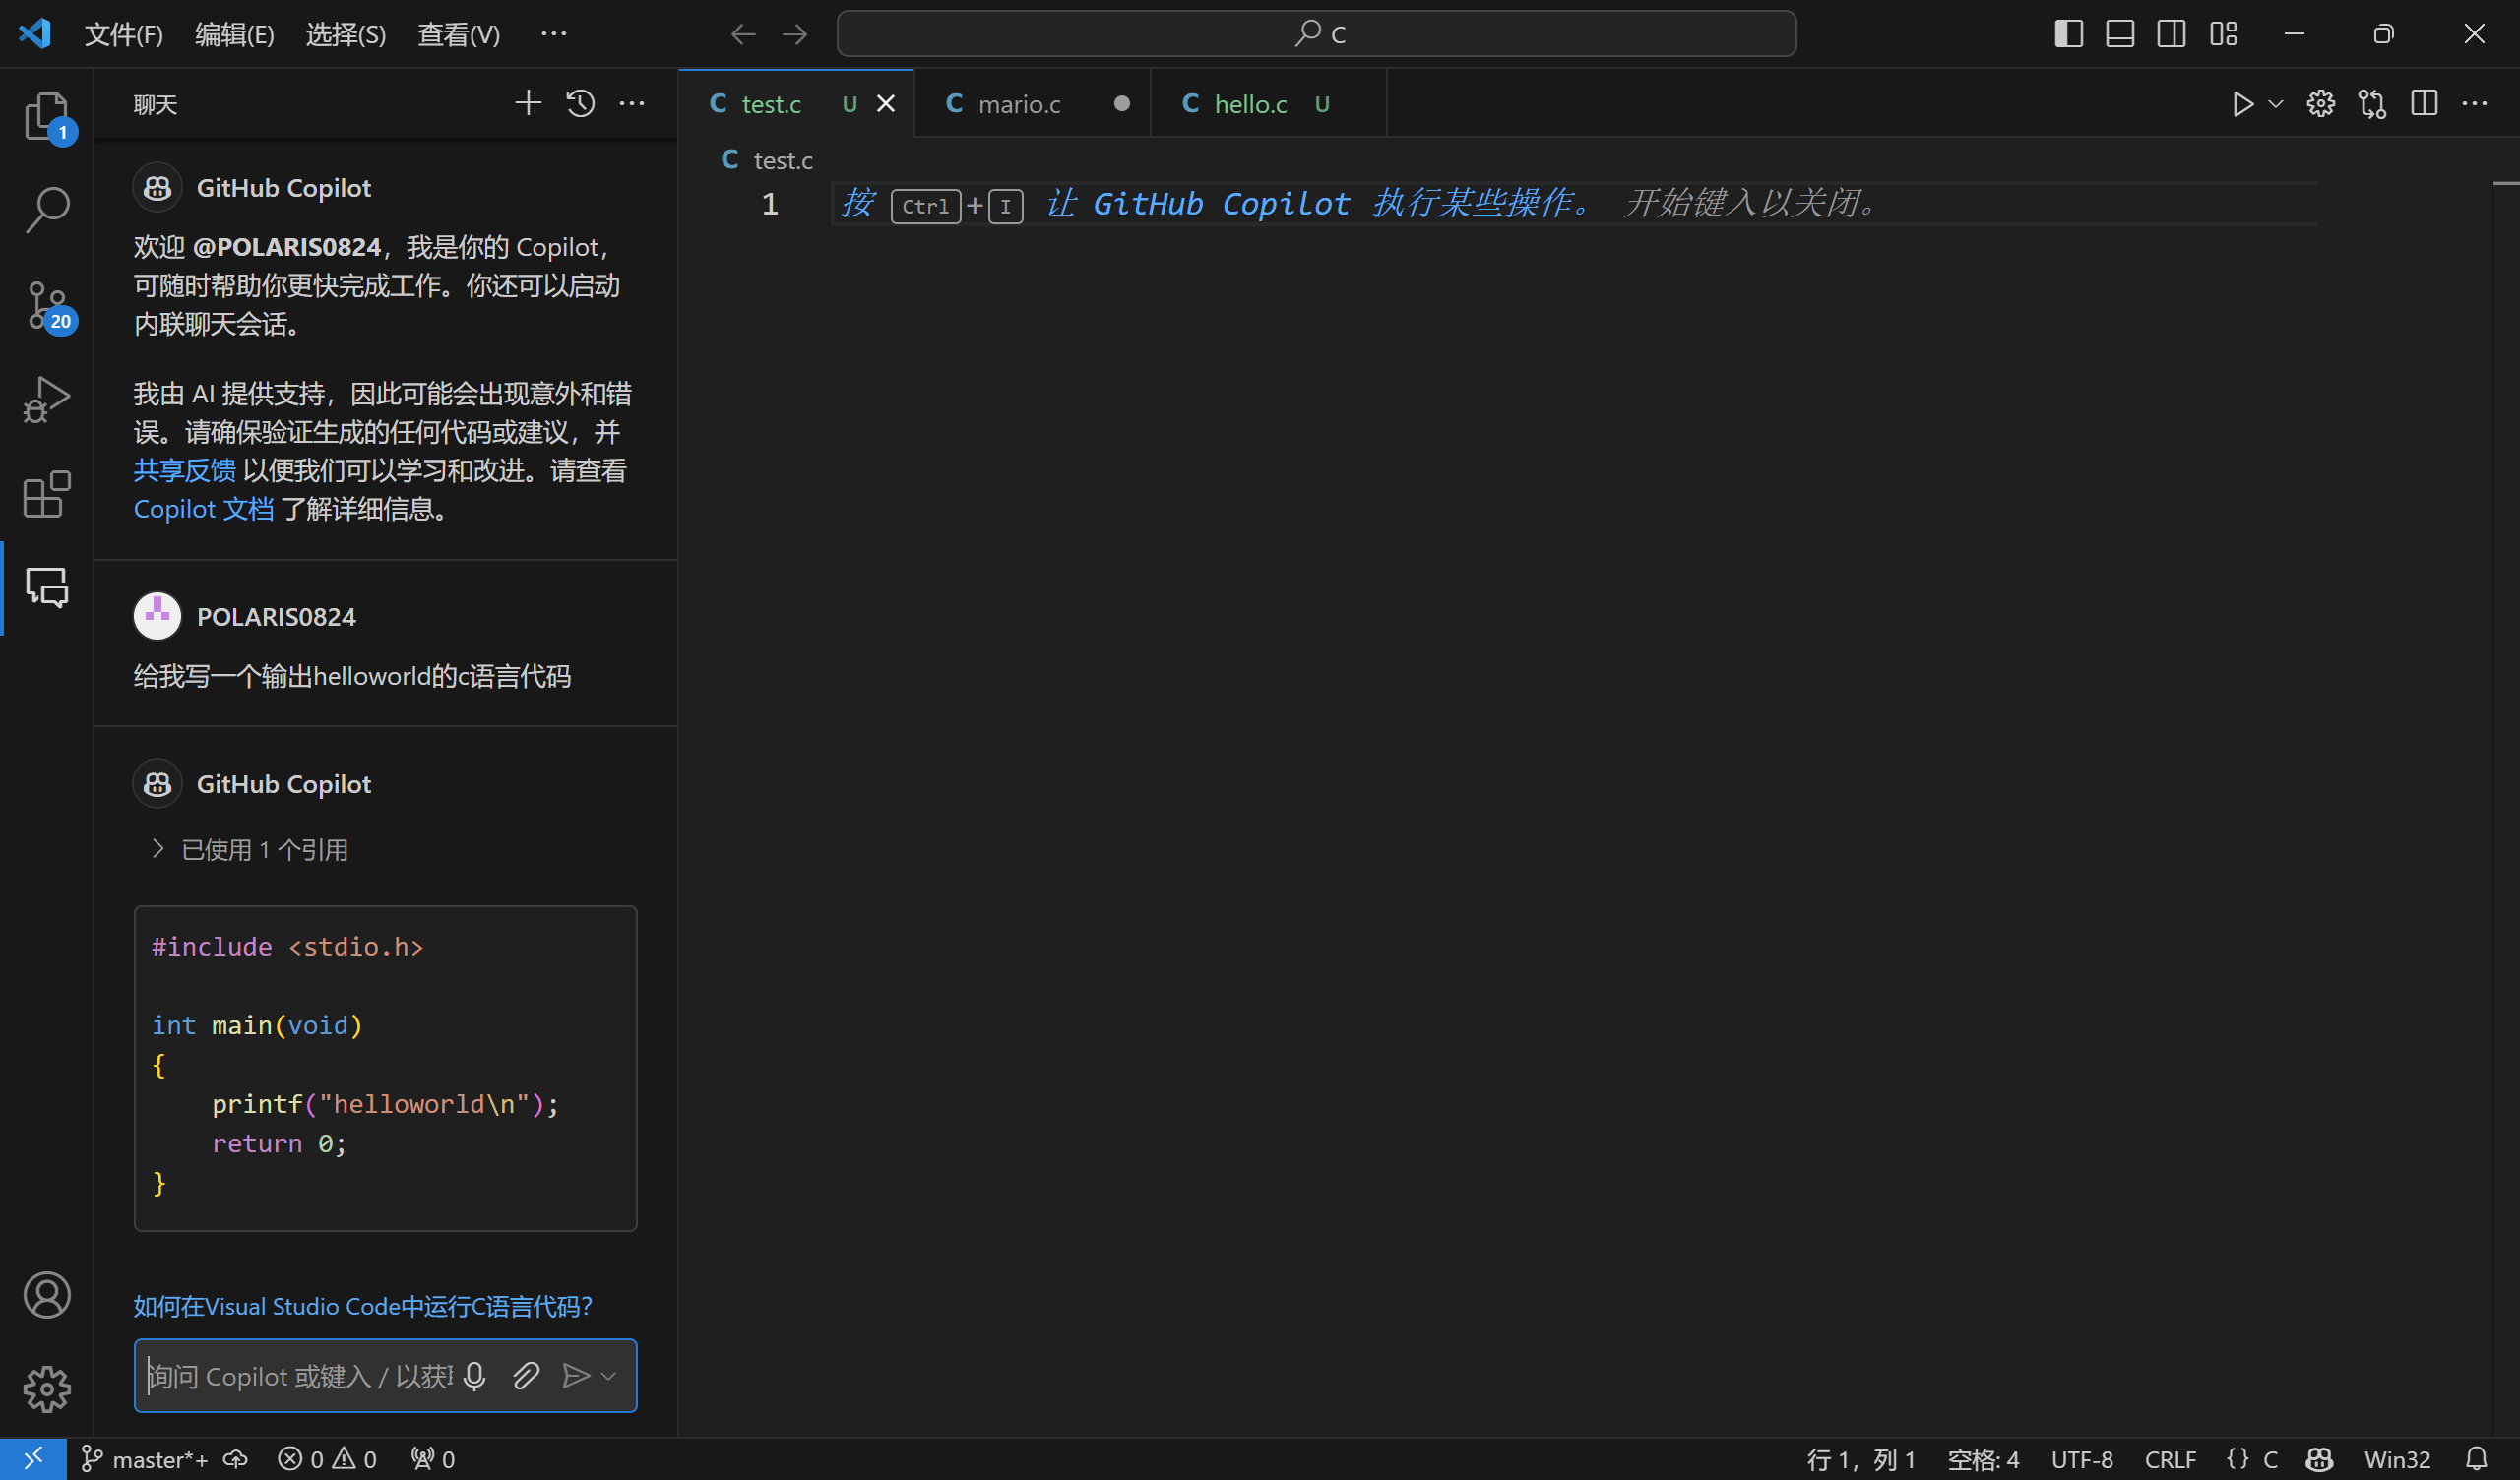 文件(F) 编辑(E) 选择(S) 查看(V) ··· C
1
20
聊天
GitHub Copilot
欢迎 @POLARIS0824，我是你的 Copilot，
可随时帮助你更快完成工作。你还可以启动
内联聊天会话。
我由 AI 提供支持，因此可能会出现意外和错
误。请确保验证生成的任何代码或建议，并
共享反馈 以便我们可以学习和改进。请查看
Copilot 文档 了解详细信息。
POLARIS0824
给我写一个输出helloworld的c语言代码
GitHub Copilot
已使用 1 个引用
#include <stdio.h>
int main(void)
{
    printf("helloworld\n");
    return 0;
}
如何在Visual Studio Code中运行C语言代码？
询问 Copilot 或键入 / 以获
C test.c U C mario.c C hello.c U
C test.c
1 按 Ctrl+I 让 GitHub Copilot 执行某些操作。 开始键入以关闭。
master*+ 0 0 0 行 1，列 1 空格: 4 UTF-8 CRLF {} C Win32